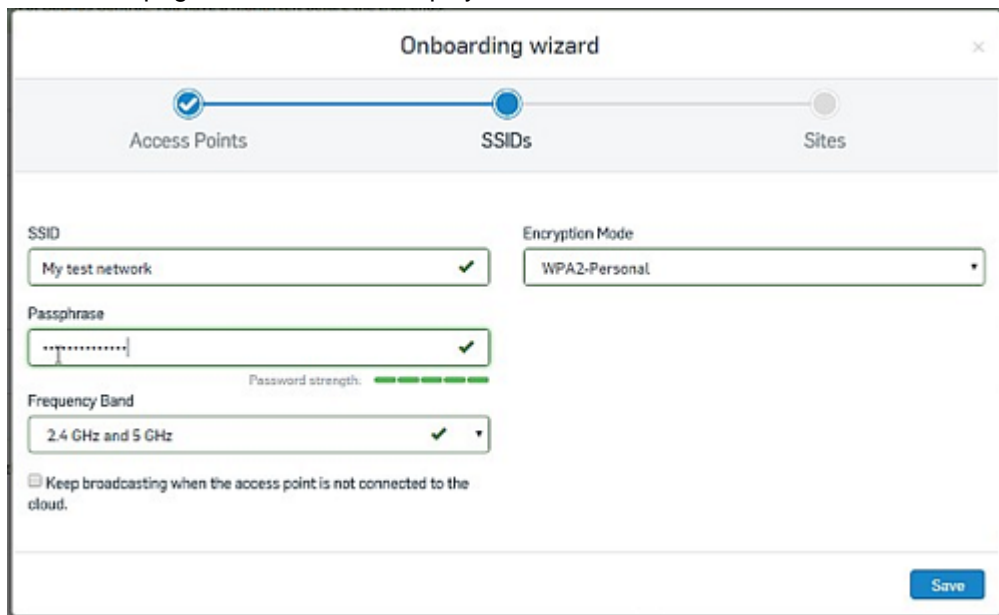 Onboarding wizard
Access Points
SSIDs
Sites
SSID
Encryption Mode
My test network
WPA2-Personal
Passphrase
Password strength:
Frequency Band
2.4 GHz and 5 GHz
Keep broadcasting when the access point is not connected to the
cloud.
Save